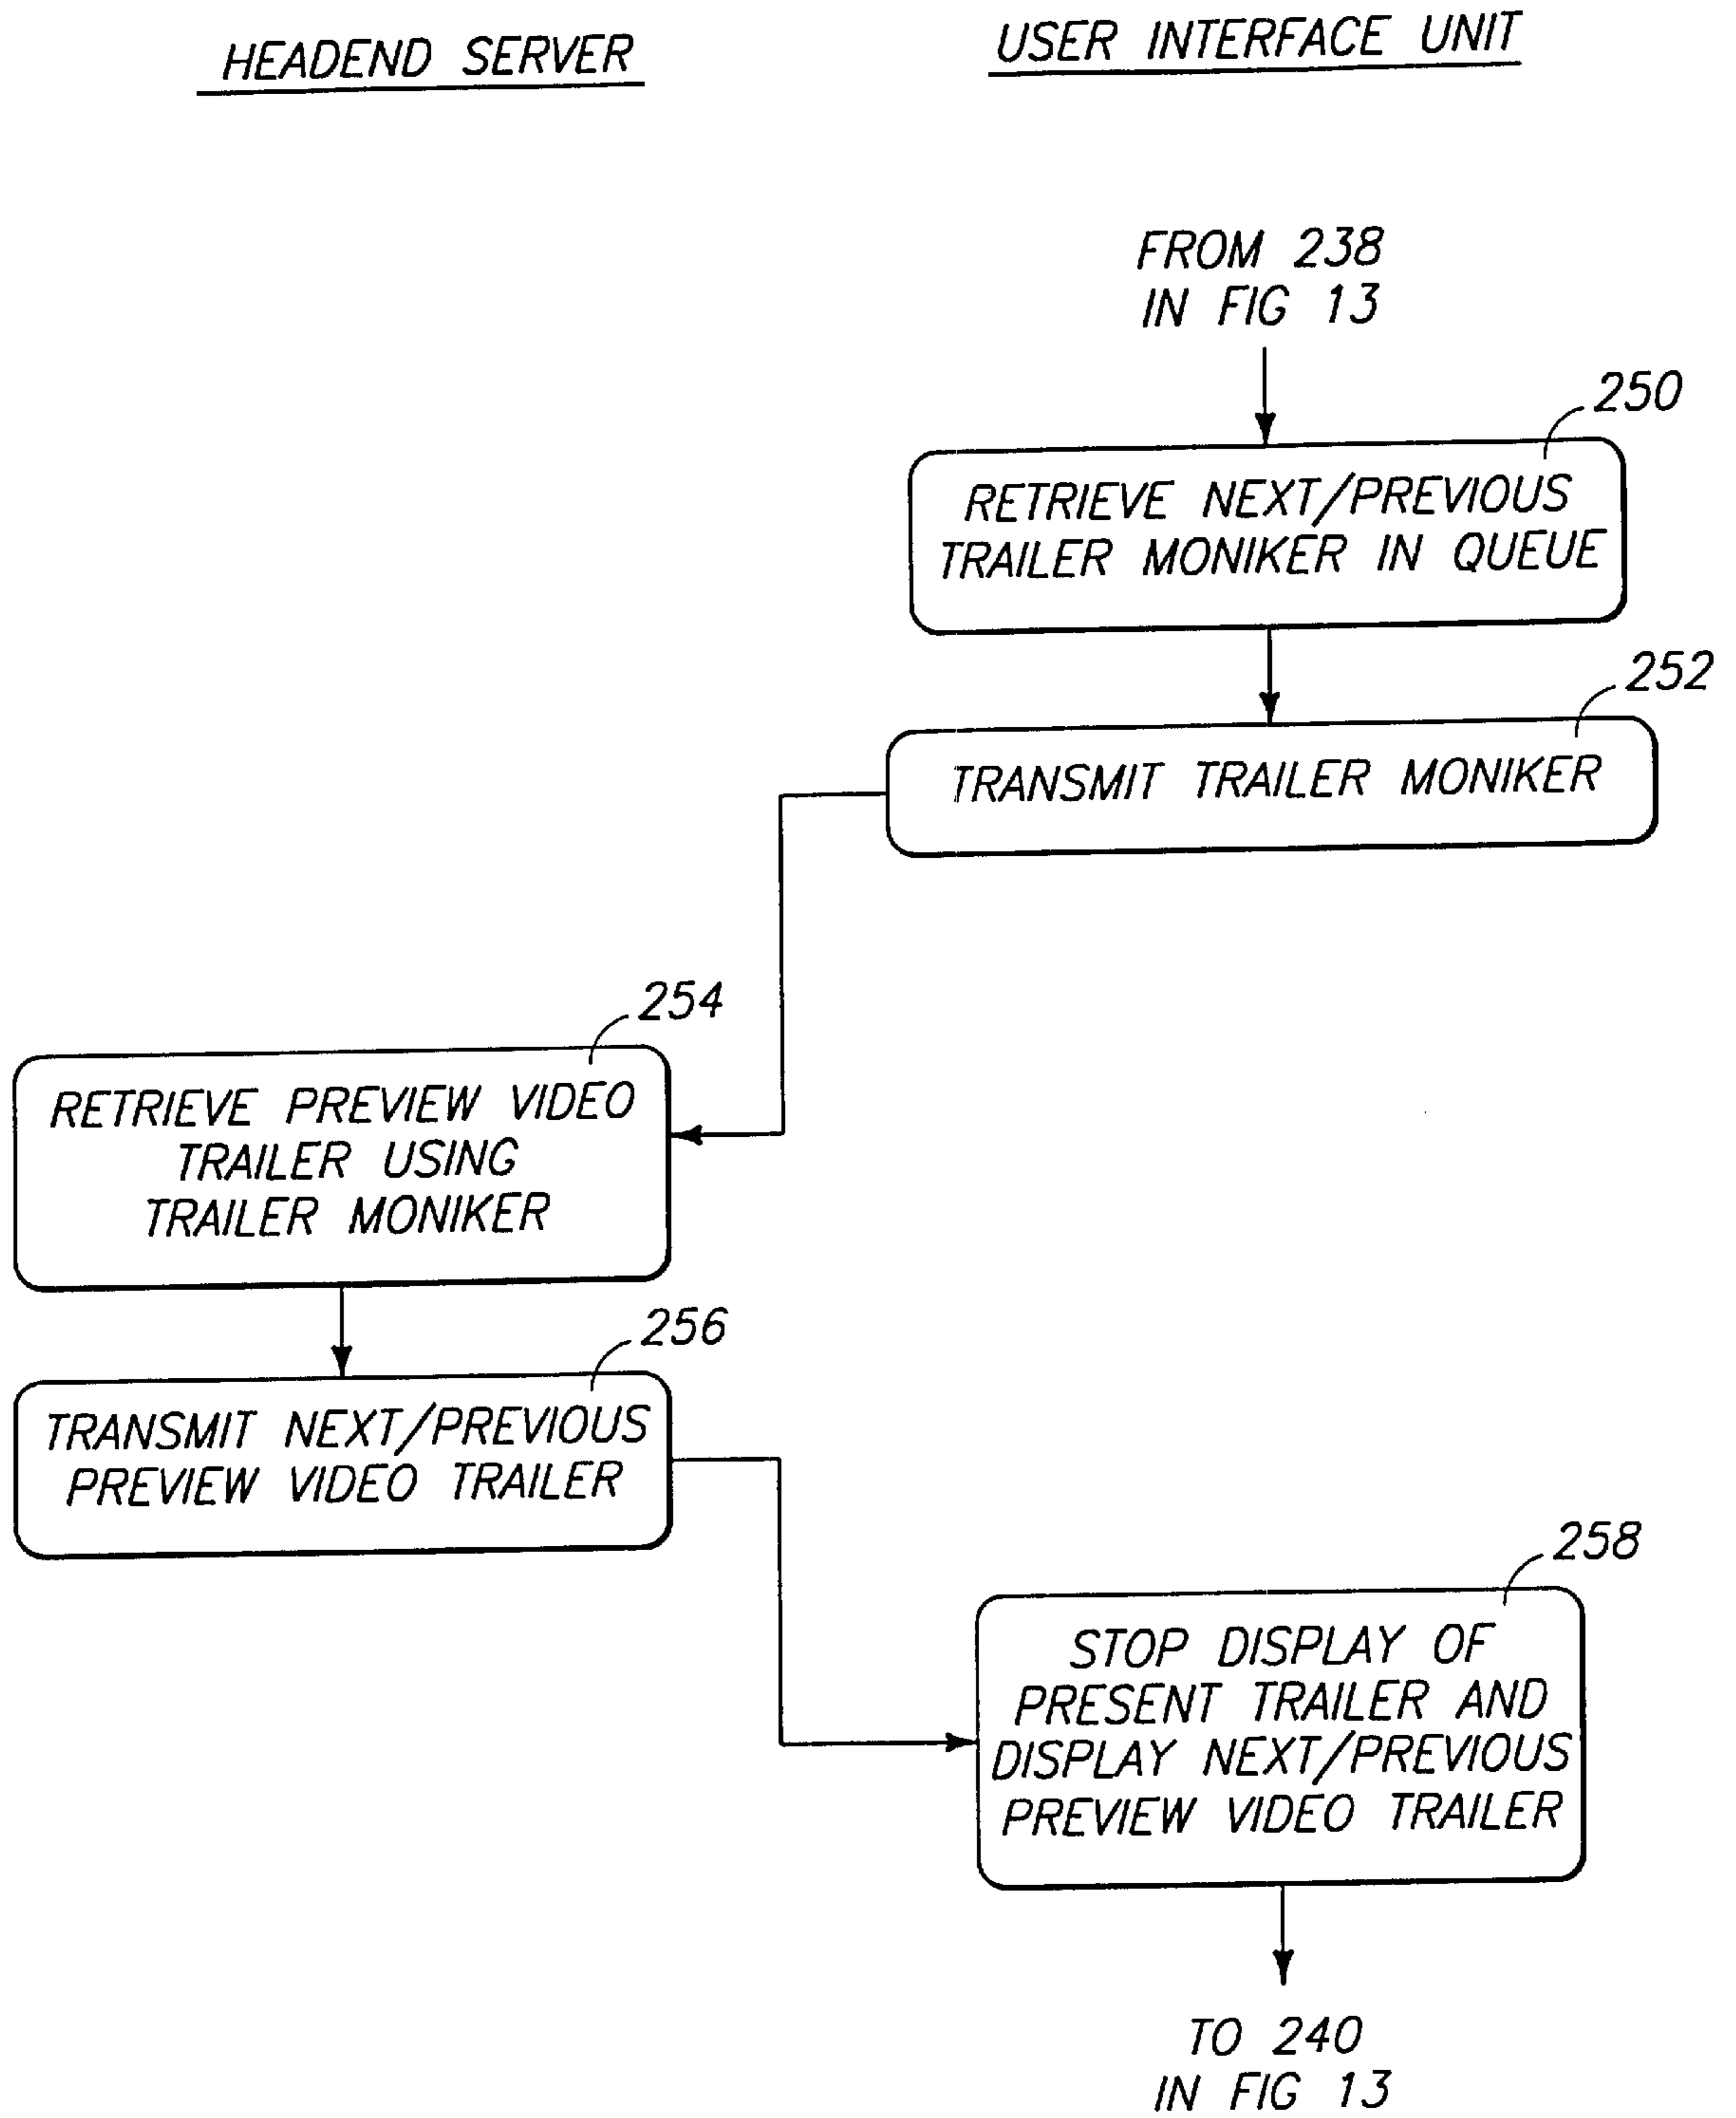 HEADEND SERVER
USER INTERFACE UNIT
FROM 238
IN FIG 13
250
RETRIEVE NEXT/PREVIOUS
TRAILER MONIKER IN QUEUE
252
TRANSMIT TRAILER MONIKER
254
RETRIEVE PREVIEW VIDEO
TRAILER USING
TRAILER MONIKER
256
TRANSMIT NEXT/PREVIOUS
PREVIEW VIDEO TRAILER
258
STOP DISPLAY OF
PRESENT TRAILER AND
DISPLAY NEXT/PREVIOUS
PREVIEW VIDEO TRAILER
TO 240
IN FIG 13